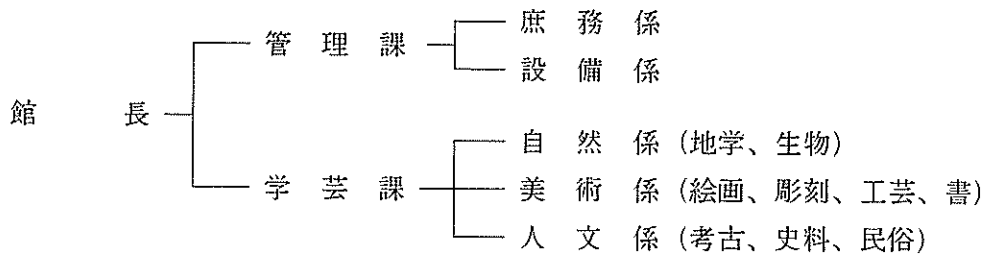 館長
管理課
庶務係
設備係
学芸課
自然係（地学、生物）
美術係（絵画、彫刻、工芸、書）
人文係（考古、史料、民俗）